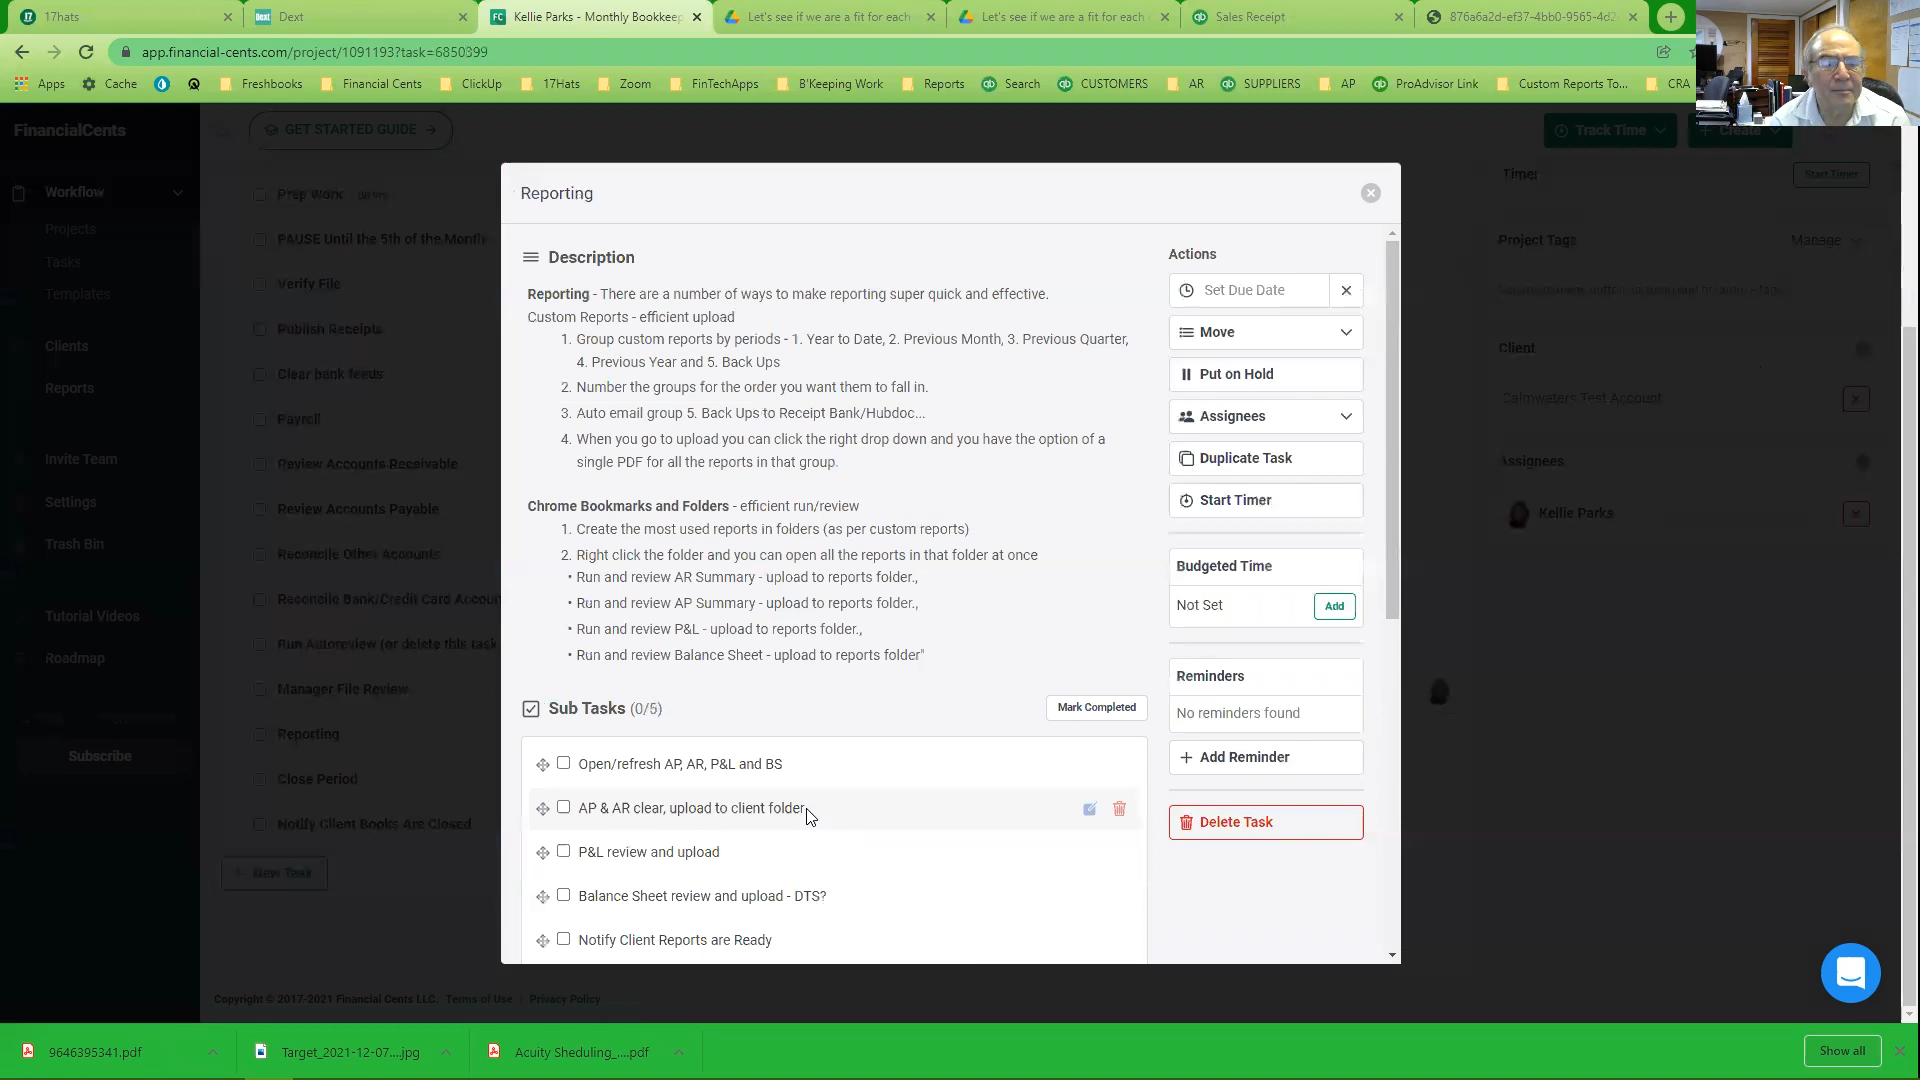 17hats
Dext
Kellie Parks - Monthly Bookkeep
Let's see if we are a fit for each
Let's see if we are a fit for each
Sales Receipt
876a6a2d-ef37-4bb0-9565-4d2
app.financial-cents.com/project/1091193?task=6850399
Apps
Cache
Freshbooks
Financial Cents
ClickUp
17Hats
Zoom
FinTechApps
B'Keeping Work
Reports
Search
CUSTOMERS
AR
SUPPLIERS
AP
ProAdvisor Link
Custom Reports To...
CRA
FinancialCents
GET STARTED GUIDE
Track Time
Create
Workflow
Projects
Tasks
Templates
Clients
Reports
Invite Team
Settings
Trash Bin
Tutorial Videos
Roadmap
Subscribe
Prep Work
PAUSE Until the 5th of the Month
Verify File
Publish Receipts
Clear bank feeds
Payroll
Review Accounts Receivable
Review Accounts Payable
Reconcile Other Accounts
Reconcile Bank/Credit Card Accoun
Run Autoreview (or delete this task
Manager File Review
Reporting
Close Period
Notify Client Books Are Closed
New Task
Reporting
Description
Reporting - There are a number of ways to make reporting super quick and effective.
Custom Reports - efficient upload
1. Group custom reports by periods - 1. Year to Date, 2. Previous Month, 3. Previous Quarter,
4. Previous Year and 5. Back Ups
2. Number the groups for the order you want them to fall in.
3. Auto email group 5. Back Ups to Receipt Bank/Hubdoc...
4. When you go to upload you can click the right drop down and you have the option of a
single PDF for all the reports in that group.
Chrome Bookmarks and Folders - efficient run/review
1. Create the most used reports in folders (as per custom reports)
2. Right click the folder and you can open all the reports in that folder at once
• Run and review AR Summary - upload to reports folder.,
• Run and review AP Summary - upload to reports folder.,
• Run and review P&L - upload to reports folder.,
• Run and review Balance Sheet - upload to reports folder"
Sub Tasks (0/5)
Mark Completed
Open/refresh AP, AR, P&L and BS
AP & AR clear, upload to client folder
P&L review and upload
Balance Sheet review and upload - DTS?
Notify Client Reports are Ready
Actions
Set Due Date
Move
Put on Hold
Assignees
Duplicate Task
Start Timer
Budgeted Time
Not Set
Add
Reminders
No reminders found
Add Reminder
Delete Task
Timer
Start Timer
Project Tags
Manage
Client
Calmwaters Test Account
Assignees
Kellie Parks
Copyright © 2017-2021 Financial Cents LLC. Terms of Use | Privacy Policy
9646395341.pdf
Target_2021-12-07....jpg
Acuity Sheduling_....pdf
Show all